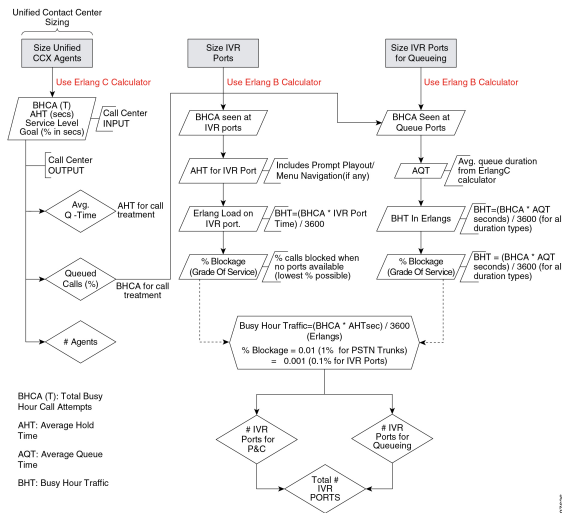 Unified Contact Center
Sizing
Size Unified
CCX Agents
Size IVR
Ports
Size IVR Ports
for Queueing
Use Erlang C Calculator
Use Erlang B Calculator
Use Erlang B Calculator
BHCA (T)
AHT (secs)
Service Level
Goal (% in secs)
Call Center
INPUT
BHCA seen at
IVR ports
BHCA Seen at
Queue Ports
Call Center
OUTPUT
AHT for IVR Port
Includes Prompt Playout/
Menu Navigation(if any)
AQT
Avg. queue duration
from ErlangC
calculator
Avg.
Q -Time
AHT for call
treatment
Erlang Load on
IVR port.
BHT=(BHCA * IVR Port
Time) / 3600
BHT In Erlangs
BHT=(BHCA * AQT
seconds) / 3600 (for al
duration types)
Queued
Calls (%)
BHCA for call
treatment
% Blockage
(Grade Of Service)
% calls blocked when
no ports available
(lowest % possible)
% Blockage
(Grade Of Service)
BHT = (BHCA * AQT
seconds) / 3600 (for al
duration types)
# Agents
Busy Hour Traffic=(BHCA * AHTsec) / 3600
(Erlangs)
% Blockage = 0.01 (1% for PSTN Trunks)
= 0.001 (0.1% for IVR Ports)
BHCA (T): Total Busy
Hour Call Attempts
AHT: Average Hold
Time
AQT: Average Queue
Time
BHT: Busy Hour Traffic
# IVR
Ports for
P&C
# IVR
Ports for
Queueing
Total #
IVR
PORTS